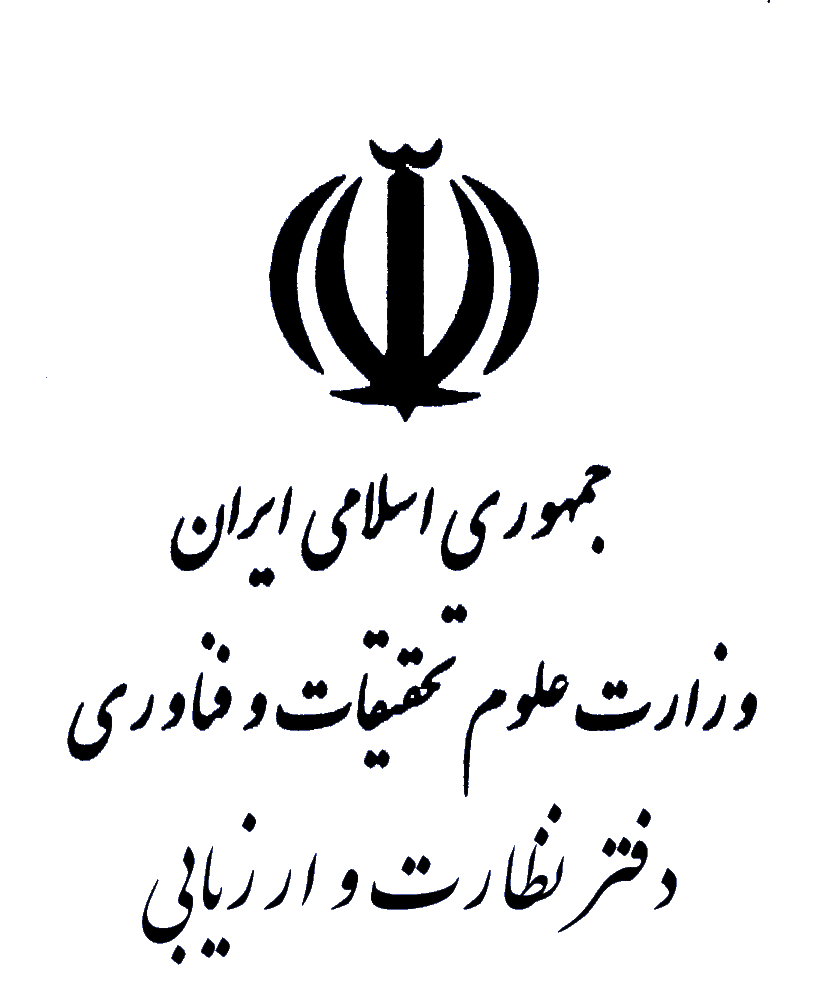 جمهوری اسلامی ایران
وزارت علوم تحقیقات و فناوری
دفتر نظارت و ارزیابی